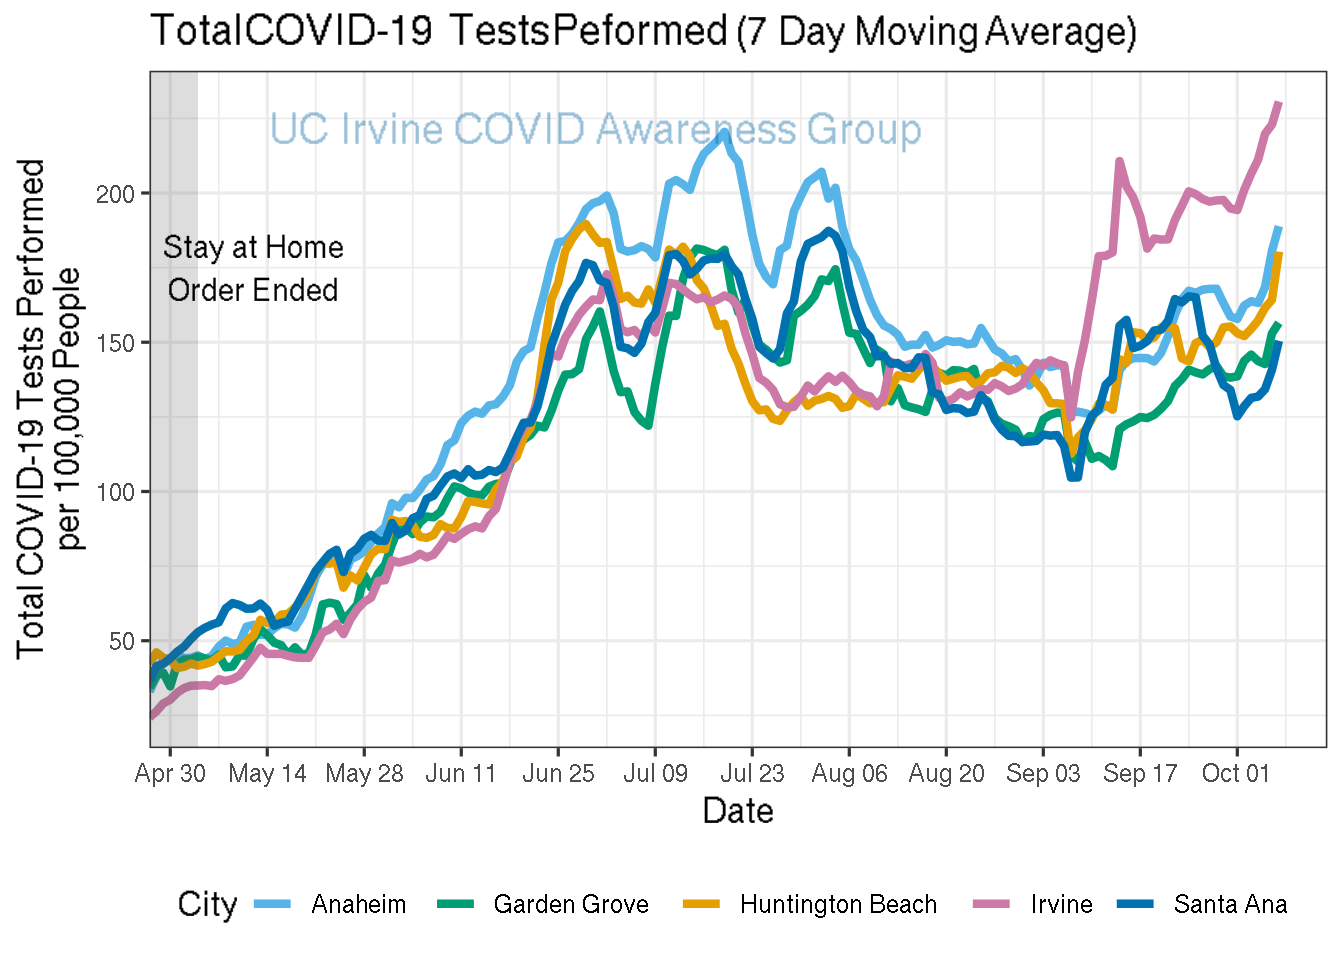 TotalCOVID-19 TestsPeformed (7 Day Moving Average)
UC Irvine COVID Awareness Group
Stay at Home
Order Ended
Total COVID-19 Tests Performed
per 100,000 People
200
150
100
50
Apr 30 May 14 May 28 Jun 11 Jun 25 Jul 09 Jul 23 Aug 06 Aug 20 Sep 03 Sep 17 Oct 01
Date
City Anaheim Garden Grove Huntington Beach Irvine Santa Ana